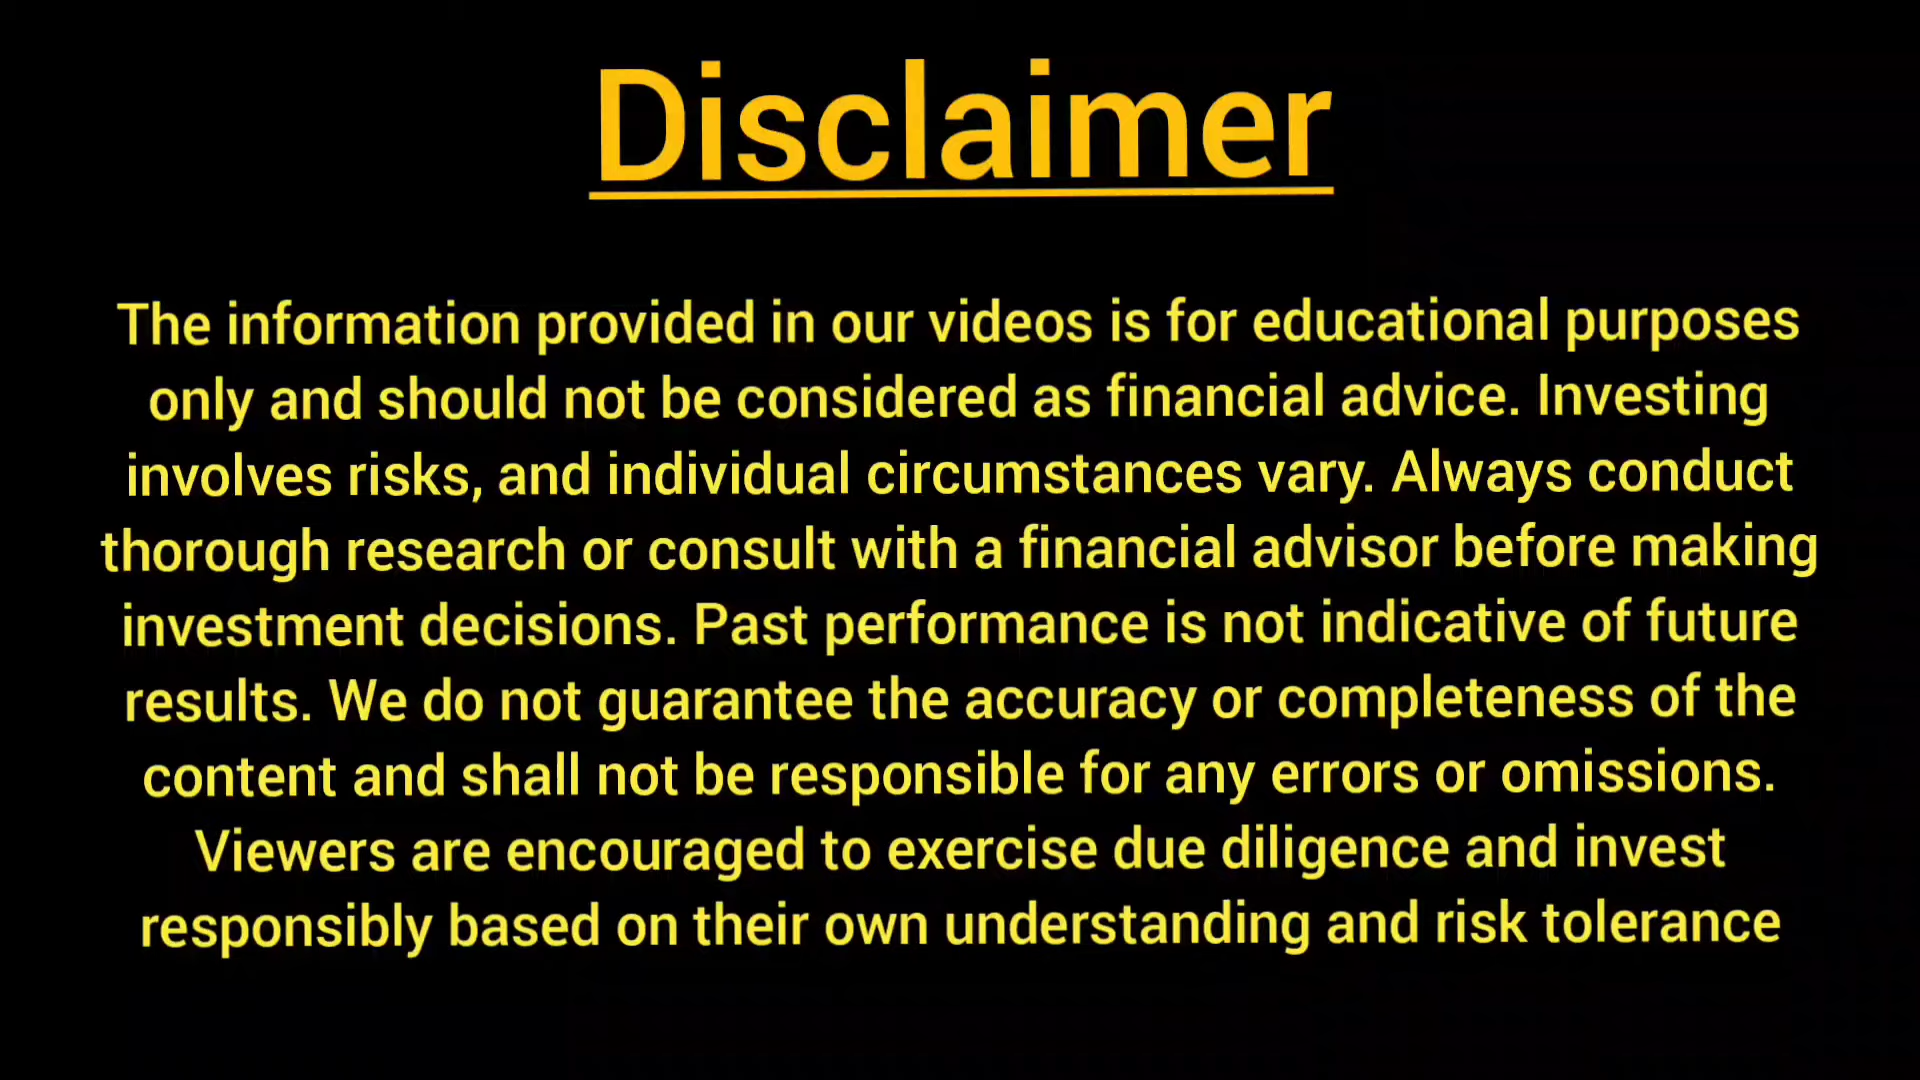 Disclaimer
The information provided in our videos is for educational purposes
only and should not be considered as financial advice. Investing
involves risks, and individual circumstances vary. Always conduct
thorough research or consult with a financial advisor before making
investment decisions. Past performance is not indicative of future
results. We do not guarantee the accuracy or completeness of the
content and shall not be responsible for any errors or omissions.
Viewers are encouraged to exercise due diligence and invest
responsibly based on their own understanding and risk tolerance